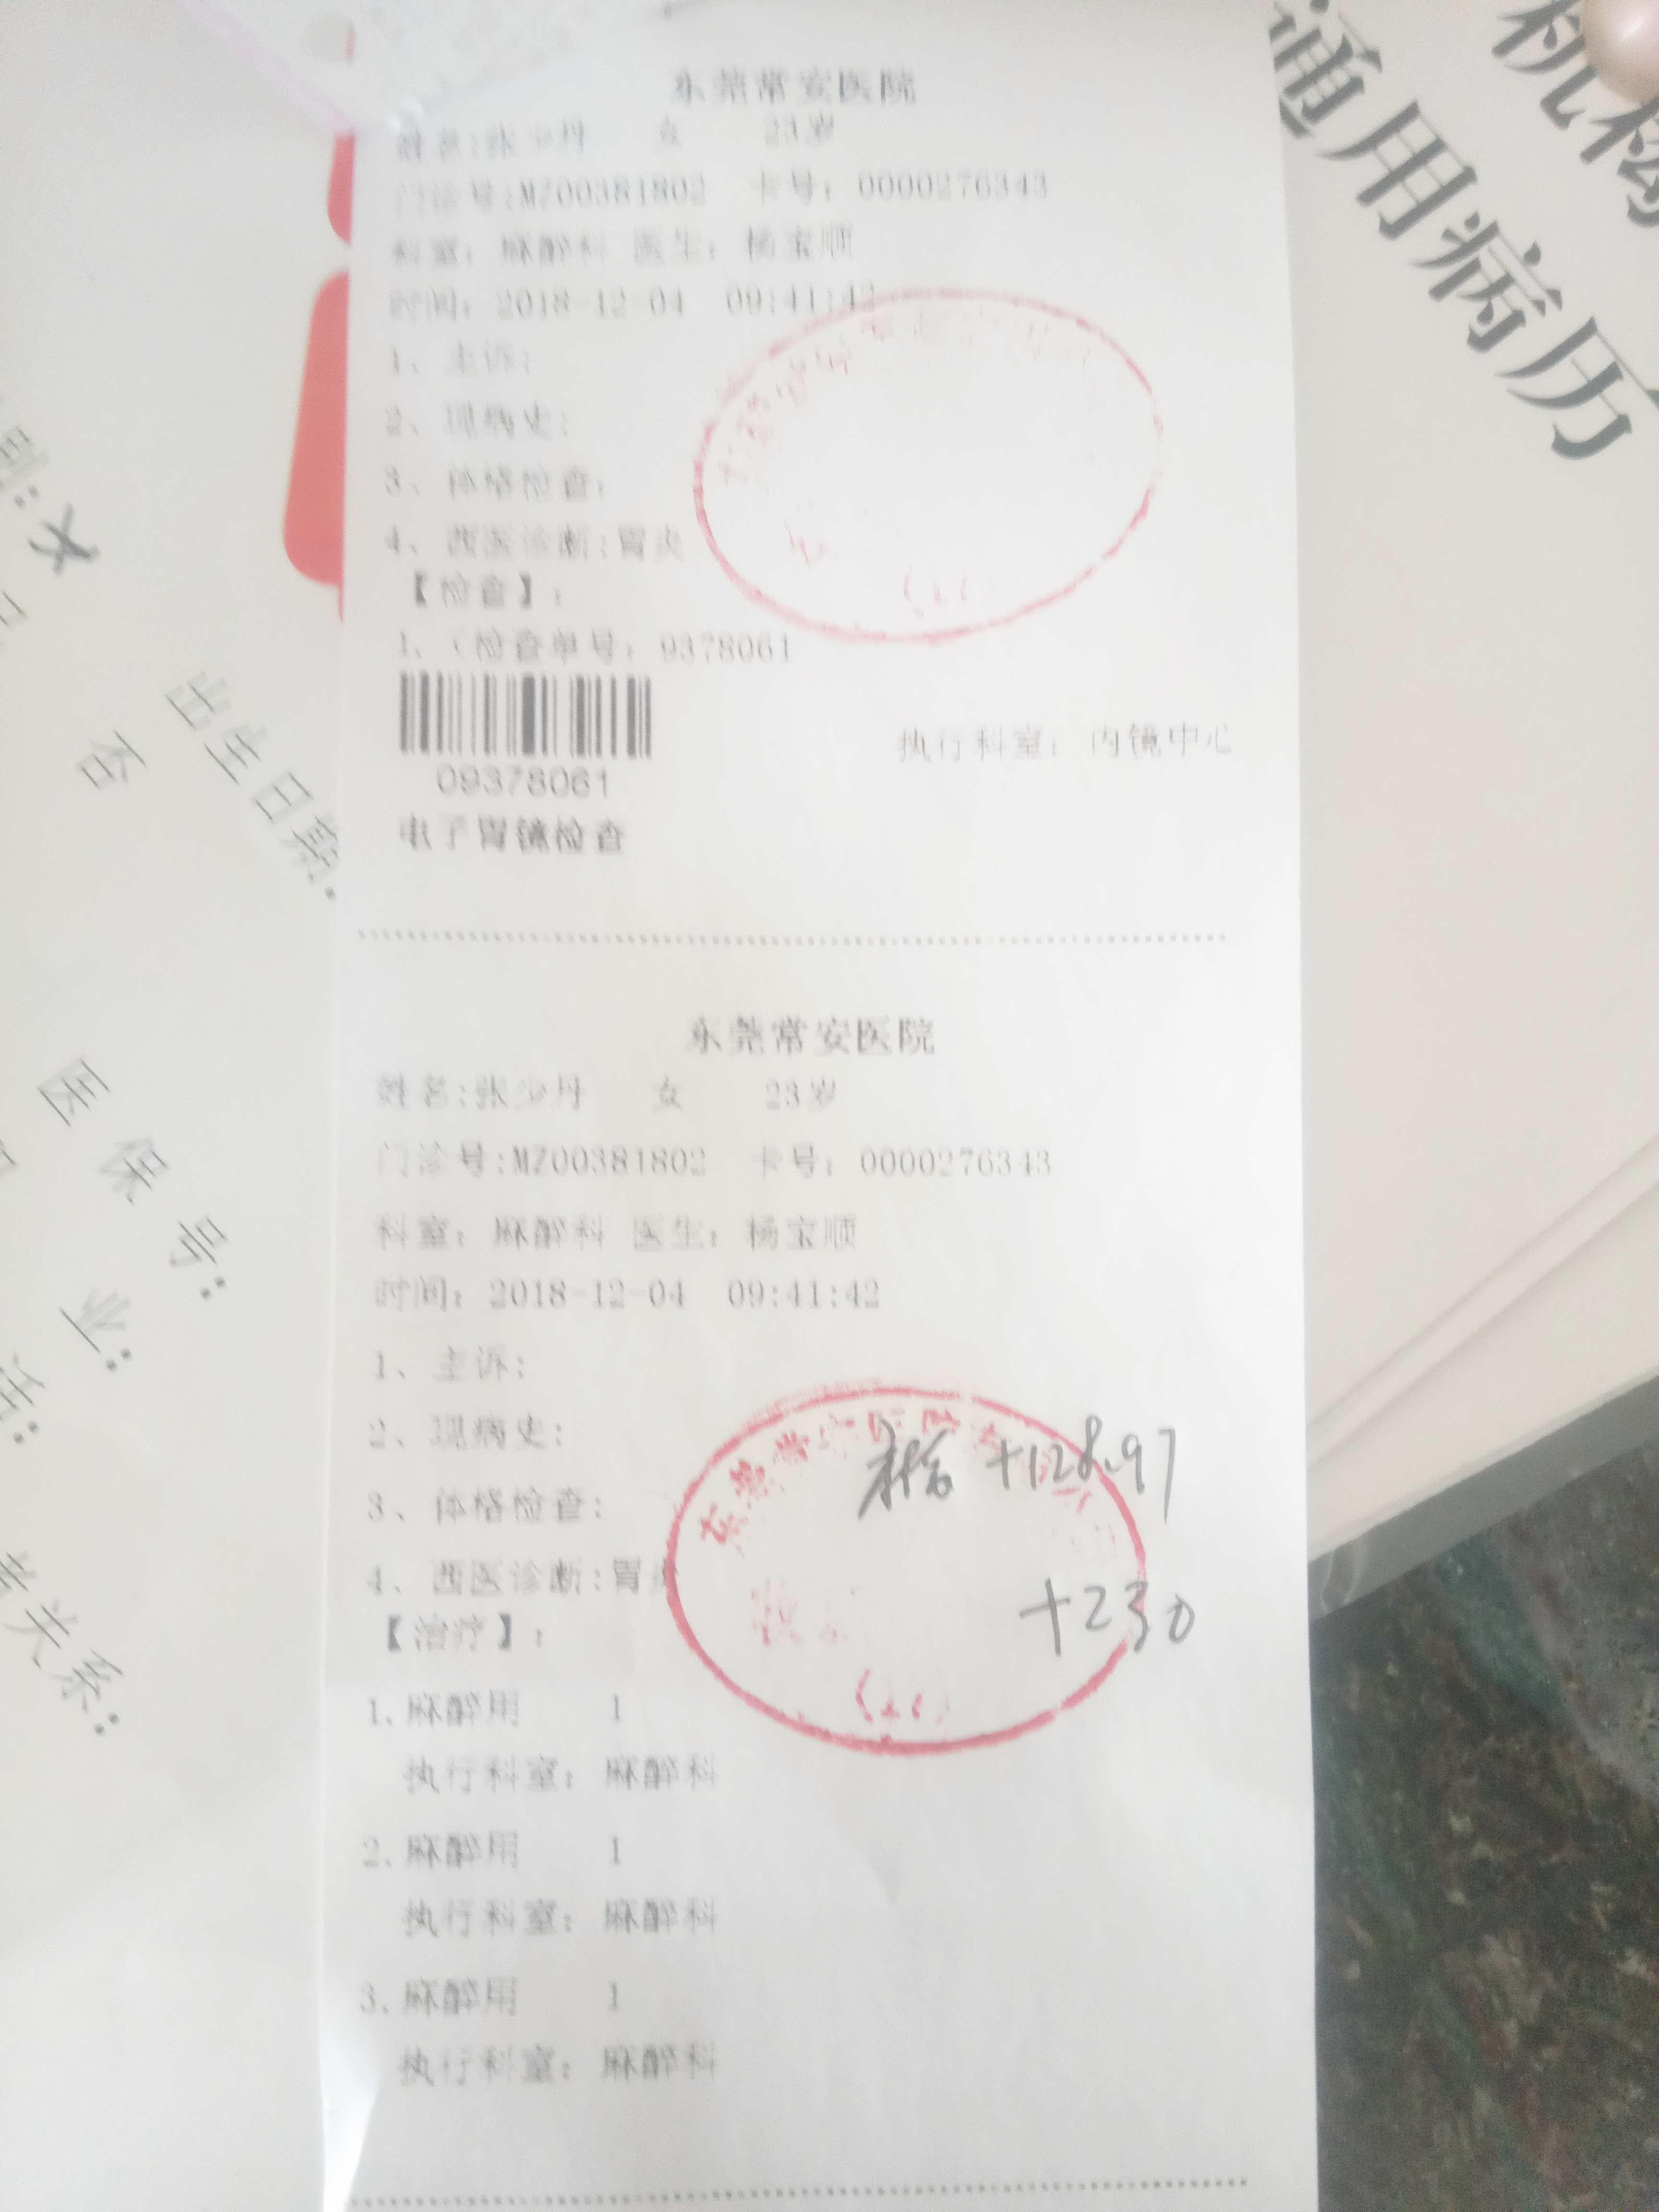 东莞常安医院
姓名:张少丹 女 23岁
门诊号:MZ00381802 卡号：0000276343
科室：麻醉科 医生：杨宝顺
时间：2018-12-04 09:41:42
1、主诉:
2、现病史:
3、体格检查:
4、西医诊断:胃炎
【检查】：
1.（检查单号：9378061
09378061
执行科室：内镜中心
电子胃镜检查
东莞常安医院
姓名:张少丹 女 23岁
门诊号:MZ00381802 卡号：0000276343
科室：麻醉科 医生：杨宝顺
时间：2018-12-04 09:41:42
1、主诉:
2、现病史:
3、体格检查:
4、西医诊断:胃炎
+128.97
+230
【治疗】：
1.麻醉用 1
执行科室：麻醉科
2.麻醉用 1
执行科室：麻醉科
3.麻醉用 1
执行科室：麻醉科
机构
通用病历
别:女
否
出生日期:
医保号:
业:
关系: